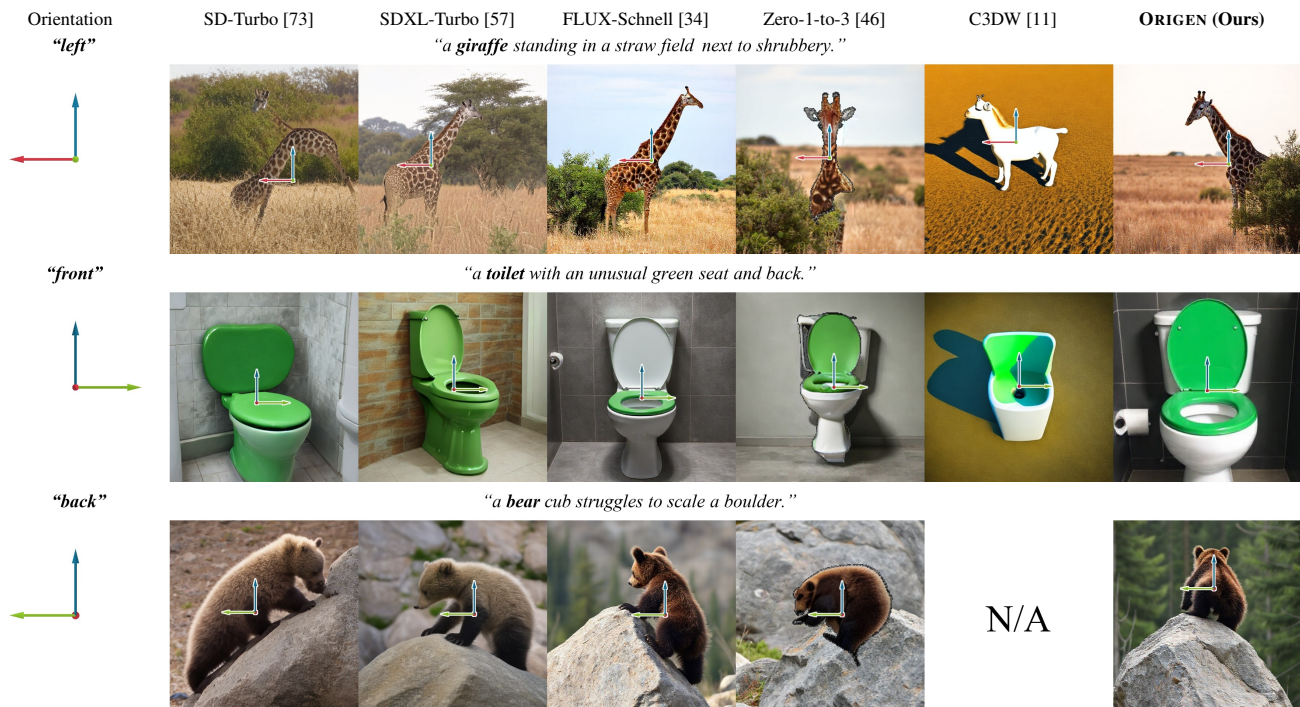 Orientation SD-Turbo [73] SDXL-Turbo [57] FLUX-Schnell [34] Zero-1-to-3 [46] C3DW [11] ORIGEN (Ours)
“left” “a giraffe standing in a straw field next to shrubbery.”
“front” “a toilet with an unusual green seat and back.”
“back” “a bear cub struggles to scale a boulder.”
N/A